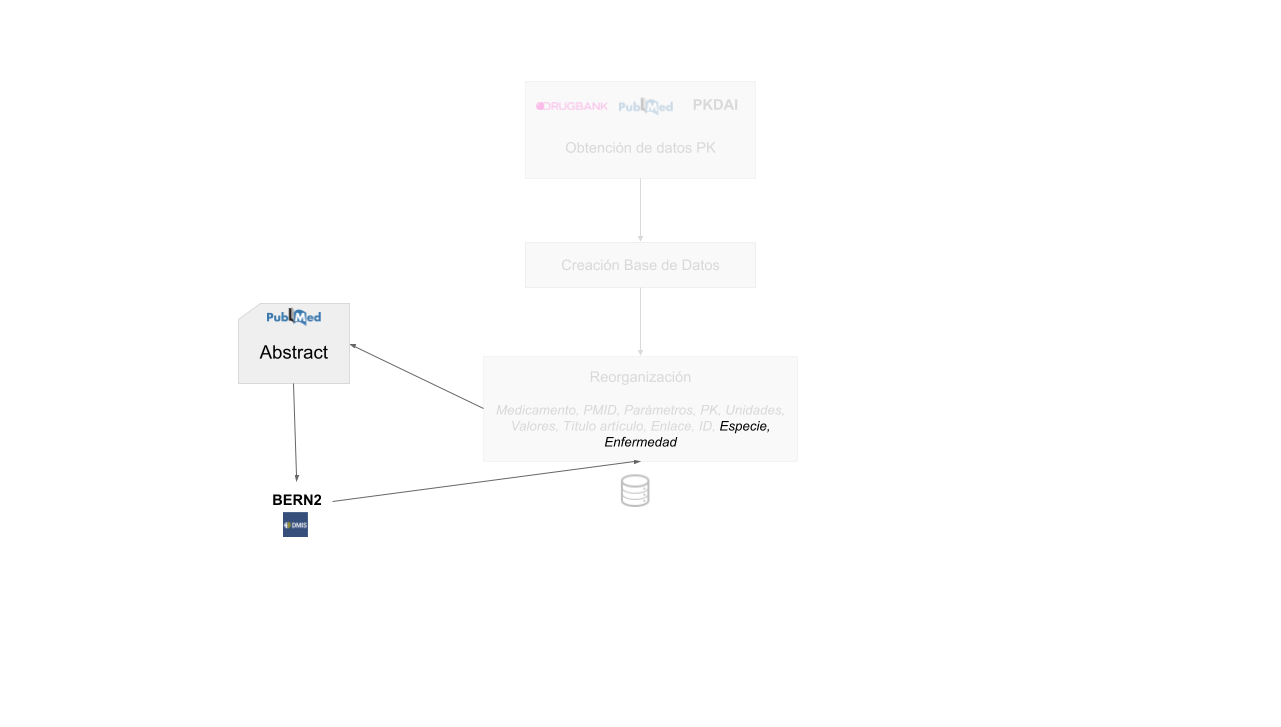 DRUGBANK PubMed PKDAI
Obtención de datos PK
Creación Base de Datos
PubMed
Abstract
Reorganización
Medicamento, PMID, Parámetros, PK, Unidades,
Valores, Título artículo, Enlace, ID, Especie,
Enfermedad
BERN2
DMIS